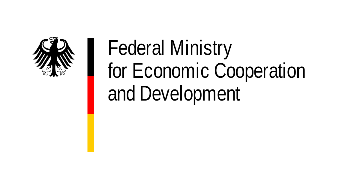 Federal Ministry
for Economic Cooperation
and Development